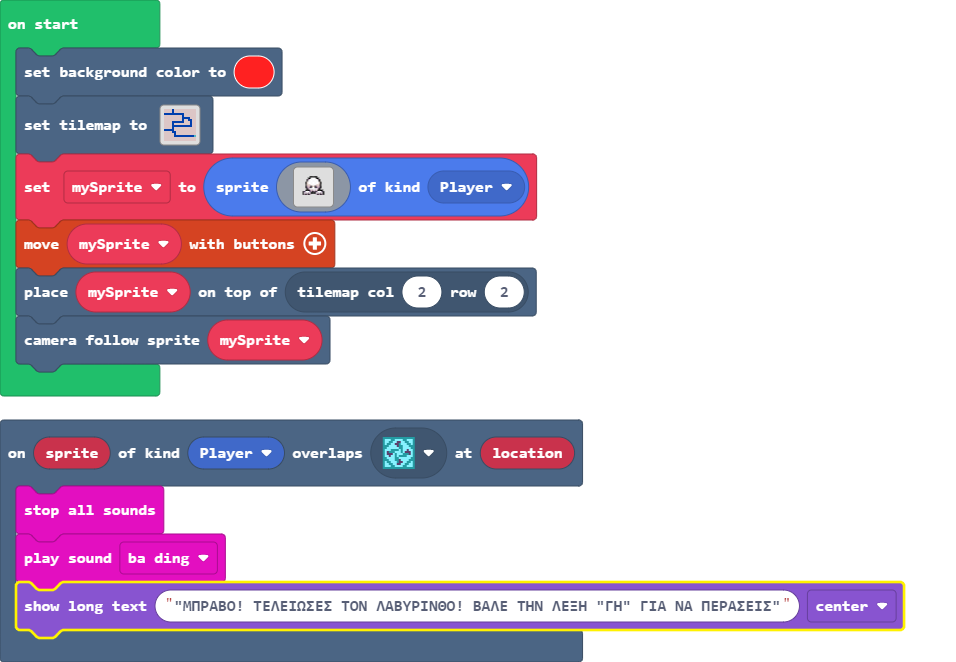 on start
set background color to
set tilemap to
set mySprite to sprite of kind Player
move mySprite with buttons
place mySprite on top of tilemap col 2 row 2
camera follow sprite mySprite
on sprite of kind Player overlaps at location
stop all sounds
play sound ba ding
show long text ""ΜΠΡΑΒΟ! ΤΕΛΕΙΩΣΕΣ ΤΟΝ ΛΑΒΥΡΙΝΘΟ! ΒΑΛΕ ΤΗΝ ΛΕΞΗ "ΓΗ" ΓΙΑ ΝΑ ΠΕΡΑΣΕΙΣ"" center